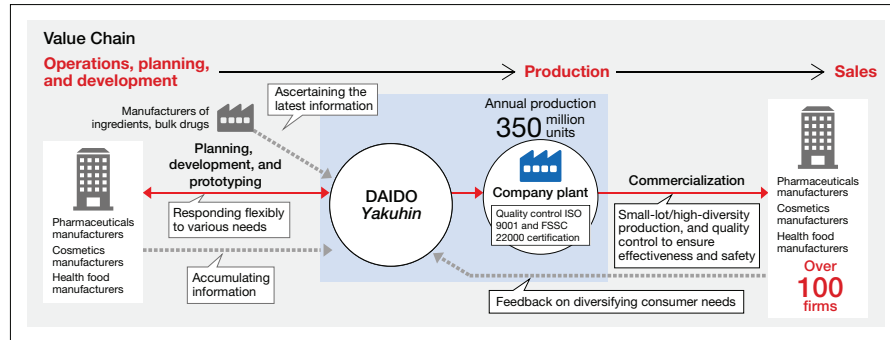 Value Chain
Operations, planning,
and development
Production
Sales
Ascertaining the
latest information
Manufacturers of
ingredients, bulk drugs
Annual production
350 million
units
Planning,
development, and
prototyping
Responding flexibly
to various needs
Pharmaceuticals
manufacturers
Cosmetics
manufacturers
Health food
manufacturers
Accumulating
information
DAIDO
Yakuhin
Company plant
Quality control ISO
9001 and FSSC
22000 certification
Commercialization
Small-lot/high-diversity
production, and quality
control to ensure
effectiveness and safety
Feedback on diversifying consumer needs
Pharmaceuticals
manufacturers
Cosmetics
manufacturers
Health food
manufacturers
Over
100
firms